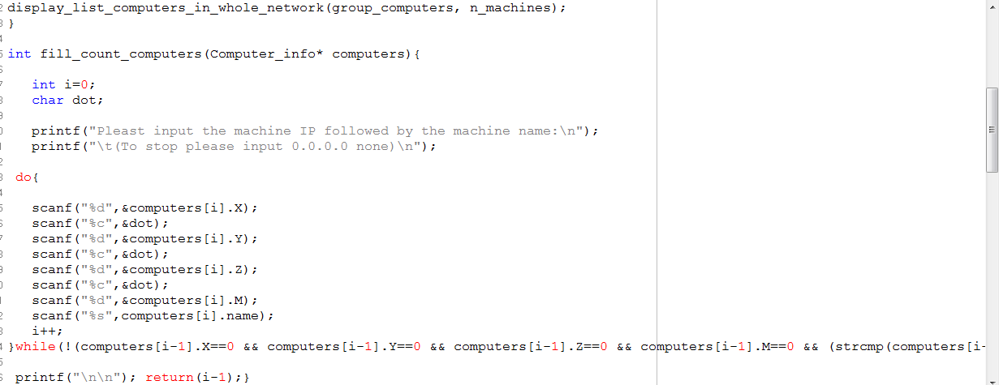 display_list_computers_in_whole_network(group_computers, n_machines);
}
int fill_count_computers(Computer_info* computers){
int i=0;
char dot;
printf("Pleast input the machine IP followed by the machine name:\n");
printf("\t(To stop please input 0.0.0.0 none)\n");
do{
scanf("%d",&computers[i].X);
scanf("%c",&dot);
scanf("%d",&computers[i].Y);
scanf("%c",&dot);
scanf("%d",&computers[i].Z);
scanf("%c",&dot);
scanf("%d",&computers[i].M);
scanf("%s",computers[i].name);
i++;
}while(!(computers[i-1].X==0 && computers[i-1].Y==0 && computers[i-1].Z==0 && computers[i-1].M==0 && (strcmp(computers[i-
printf("\n\n"); return(i-1);}